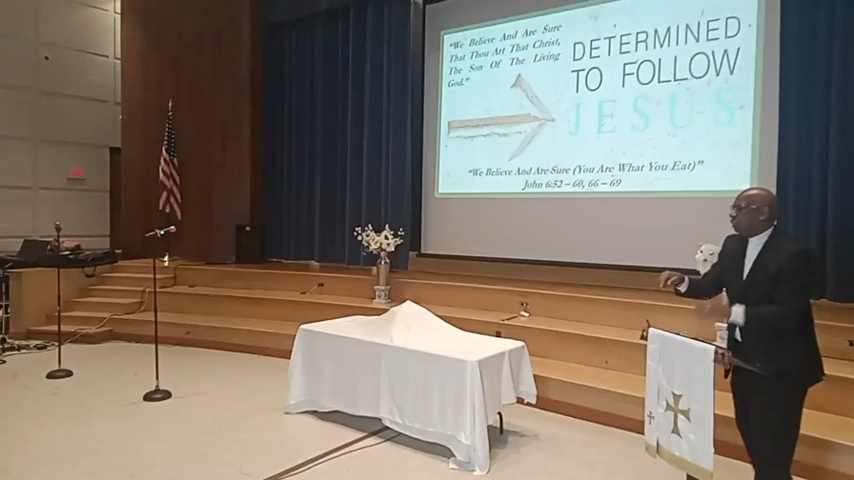 "We Believe And Are Sure
That Thou Art That Christ,
The Son Of The Living
God."
DETERMINED
TO FOLLOW
JESUS
"We Believe And Are Sure (You Are What You Eat)"
John 6:52-60, 66-69